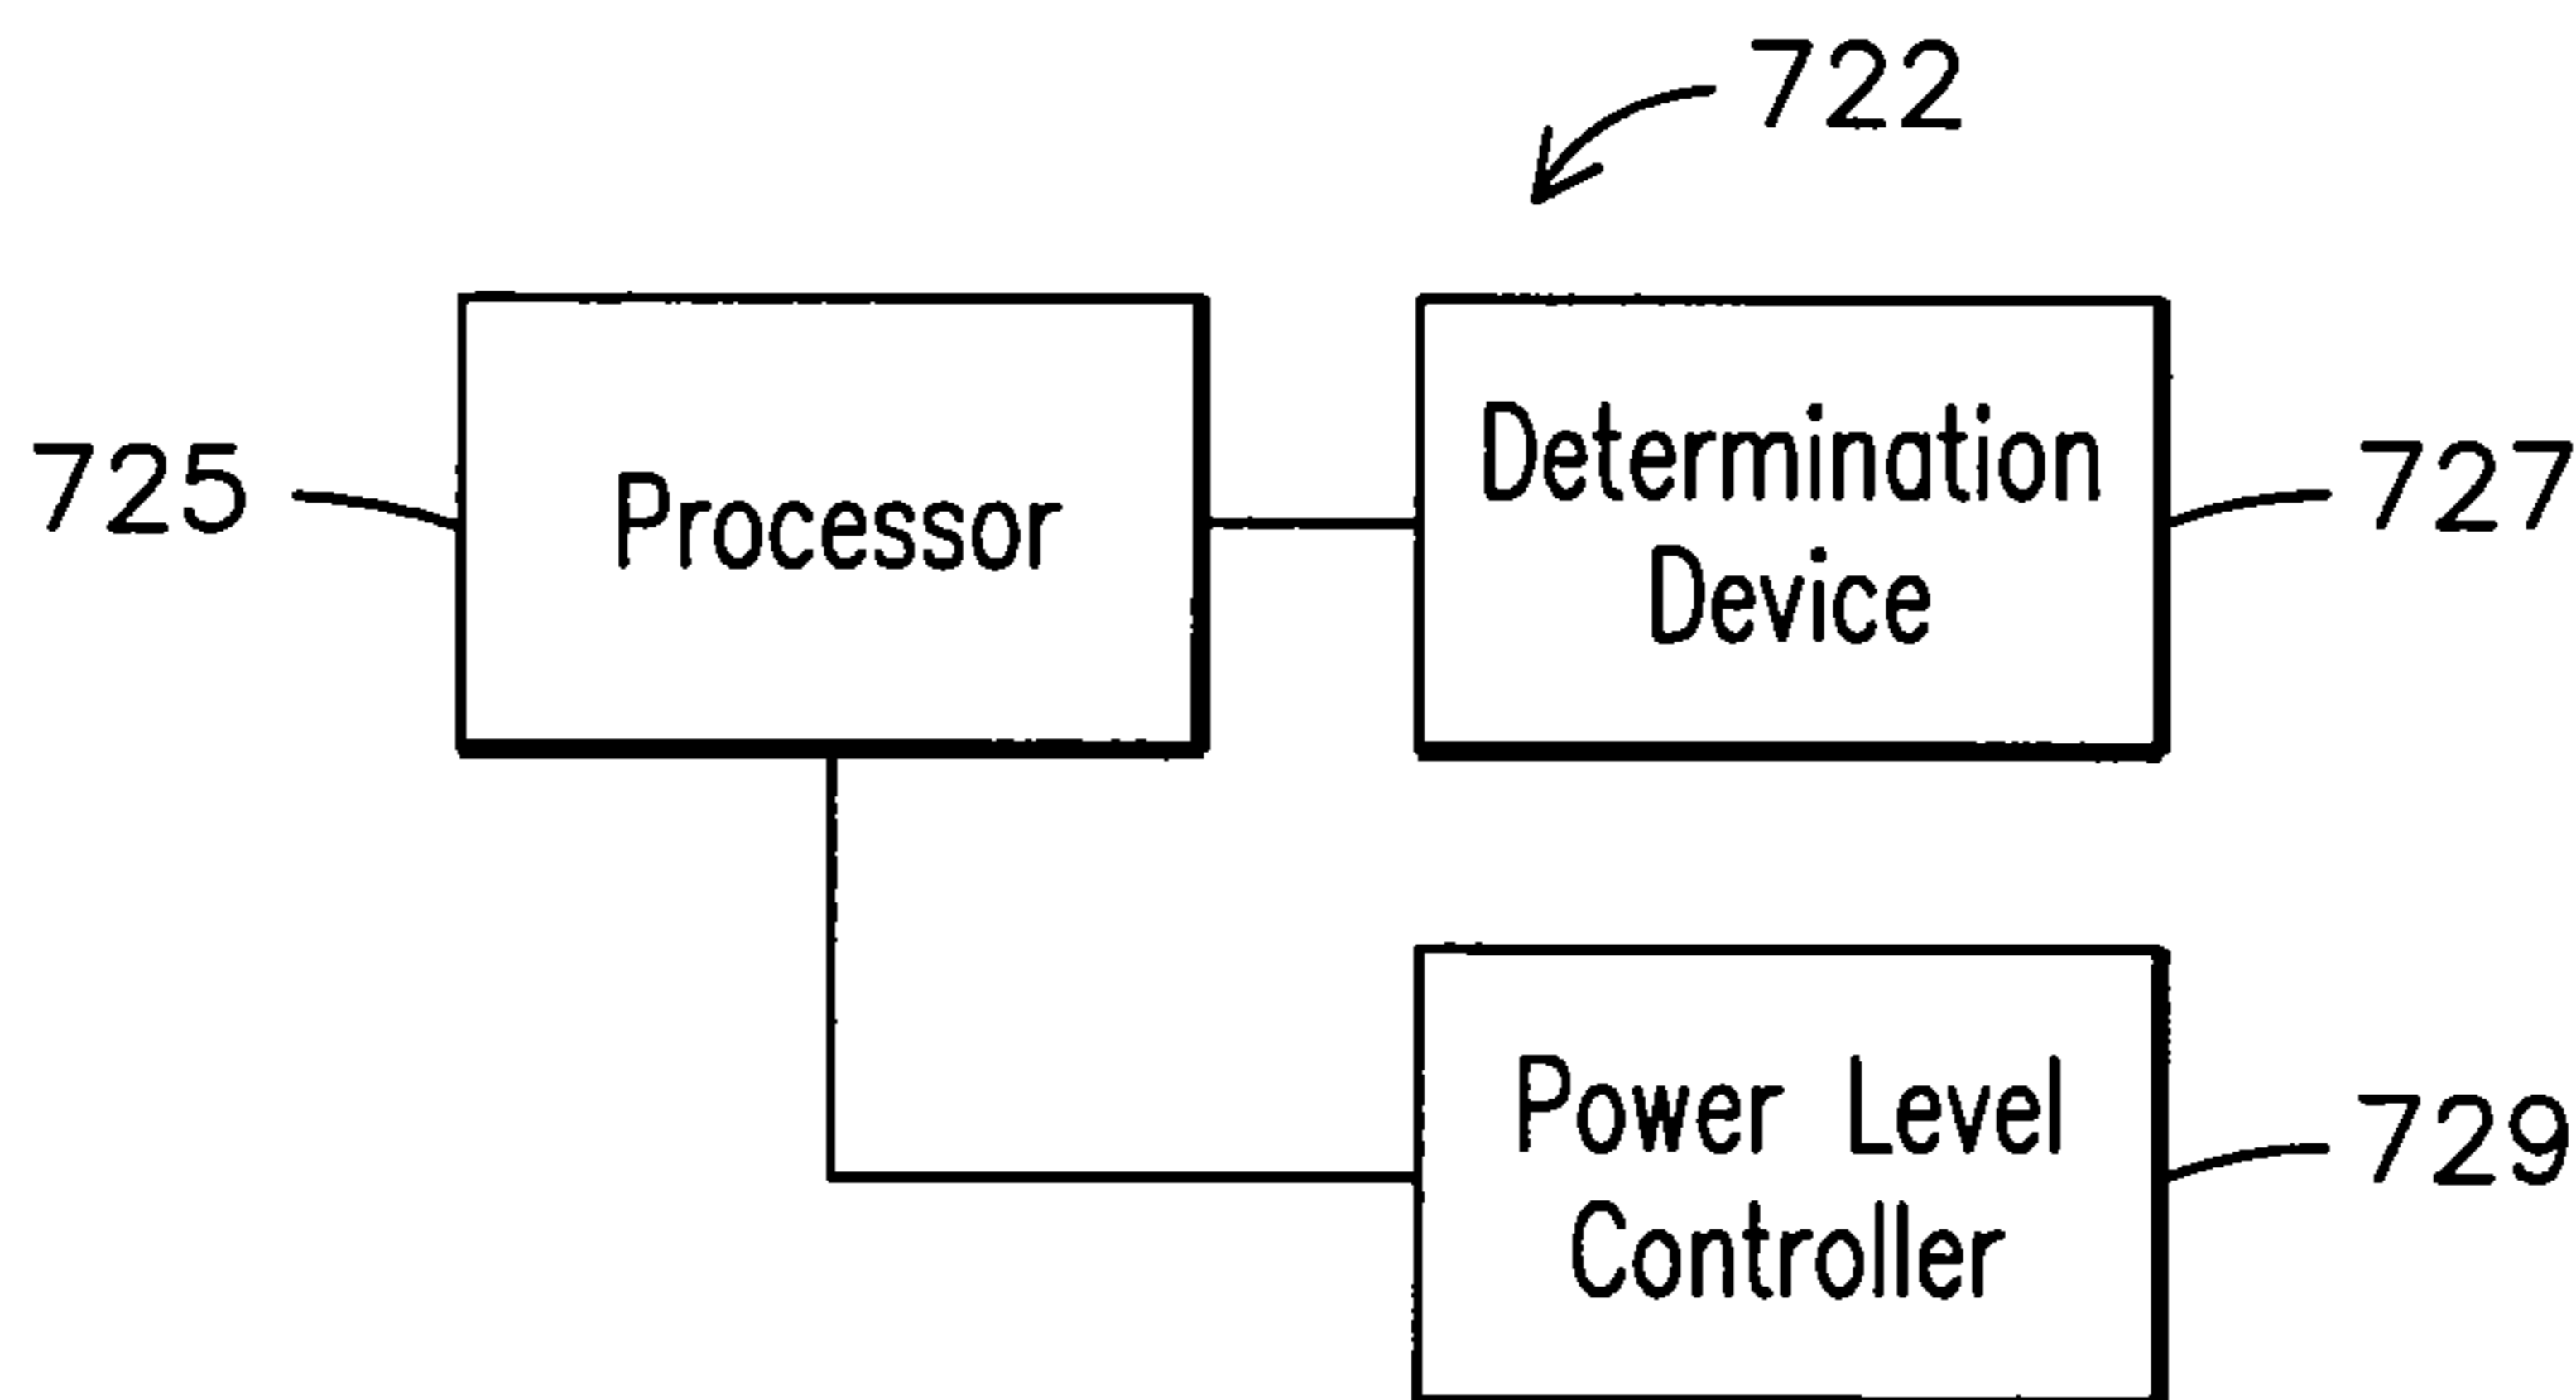 722
725
Processor
Determination
Device
727
Power Level
Controller
729